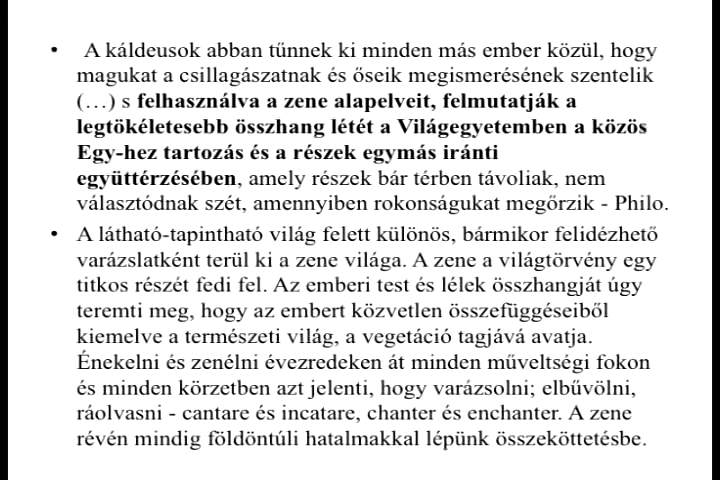 • A káldeusok abban tűnnek ki minden más ember közül, hogy
magukat a csillagászatnak és őseik megismerésének szentelik
(…) s felhasználva a zene alapelveit, felmutatják a
legtökéletesebb összhang létét a Világegyetemben a közös
Egy-hez tartozás és a részek egymás iránti
együttérzésében, amely részek bár térben távoliak, nem
választódnak szét, amennyiben rokonságukat megőrzik - Philo.
• A látható-tapintható világ felett különös, bármikor felidézhető
varázslatként terül ki a zene világa. A zene a világtörvény egy
titkos részét fedi fel. Az emberi test és lélek összhangját úgy
teremti meg, hogy az embert közvetlen összefüggéseiből
kiemelve a természeti világ, a vegetáció tagjává avatja.
Énekelni és zenélni évezredeken át minden műveltségi fokon
és minden körzetben azt jelenti, hogy varázsolni; elbűvölni,
ráolvasni - cantare és incatare, chanter és enchanter. A zene
révén mindig földöntúli hatalmakkal lépünk összeköttetésbe.